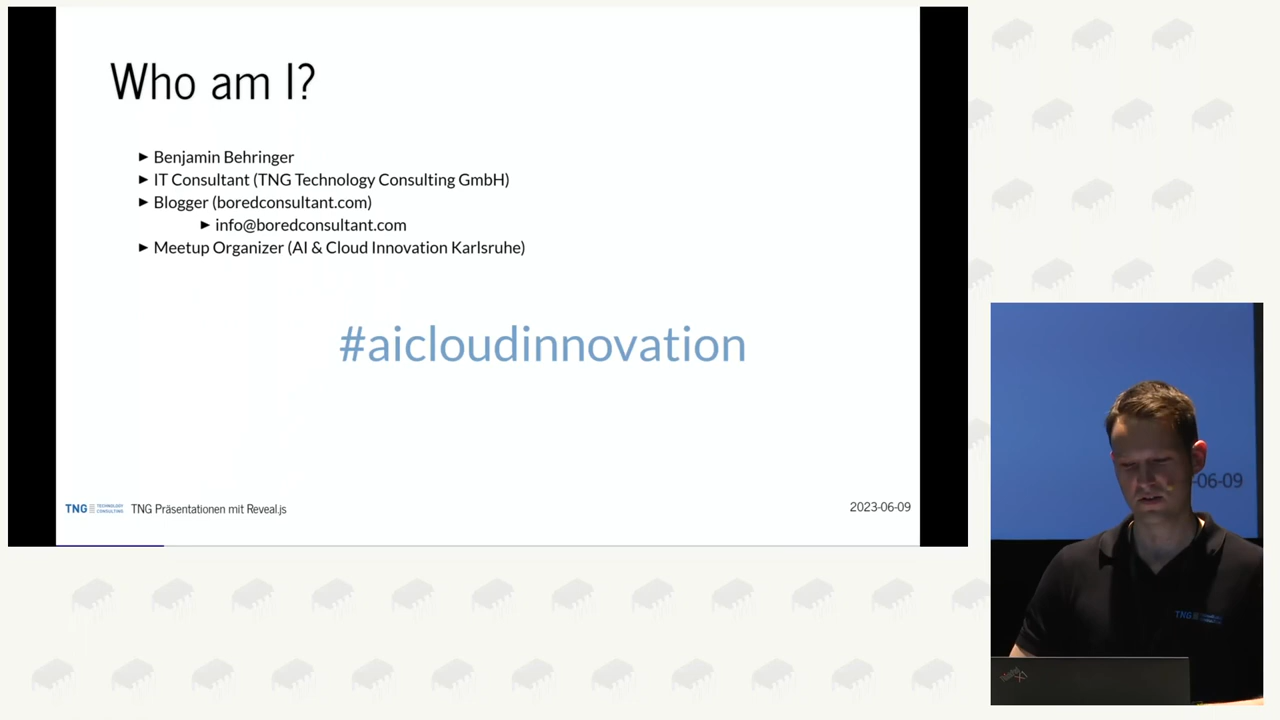 Who am I?
► Benjamin Behringer
► IT Consultant (TNG Technology Consulting GmbH)
► Blogger (boredconsultant.com)
► info@boredconsultant.com
► Meetup Organizer (AI & Cloud Innovation Karlsruhe)
#aicloudinnovation
TNG TECHNOLOGY CONSULTING TNG Präsentationen mit Reveal.js
2023-06-09
-06-09
TNG